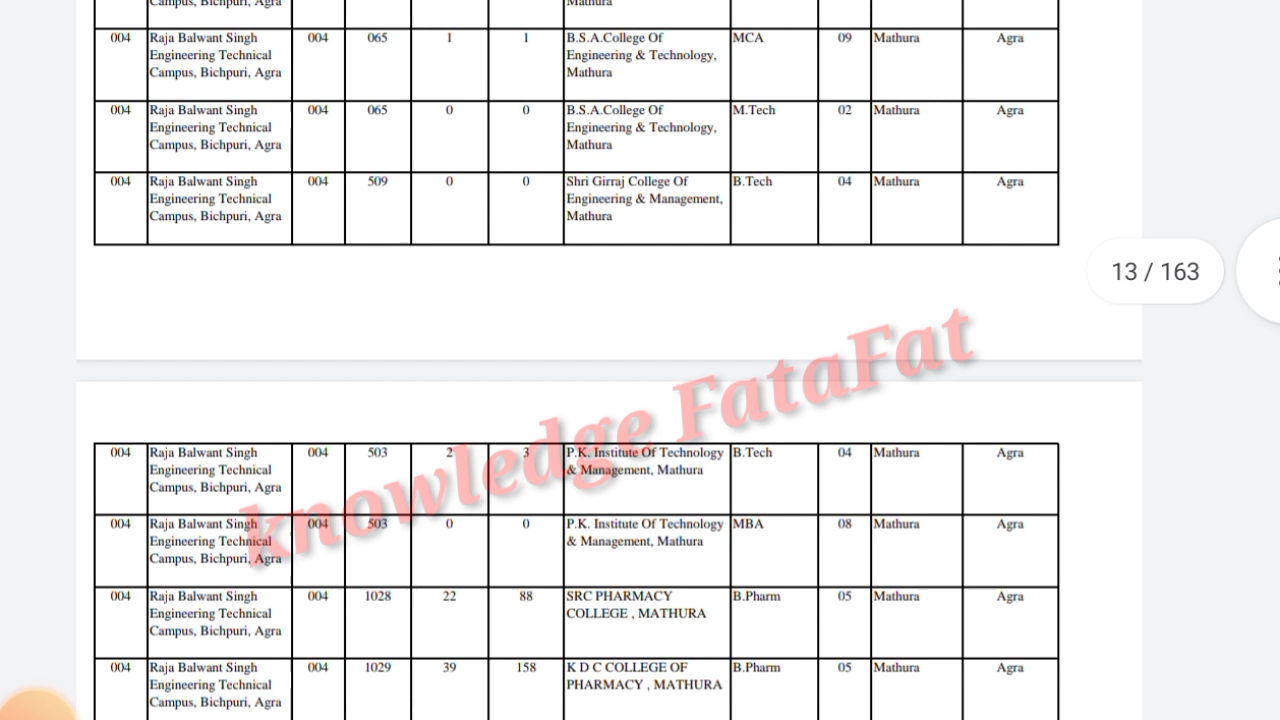 Campus, Bichpuri, Agra Mathura
004 Raja Balwant Singh 004 065 1 1 B.S.A.College Of MCA 09 Mathura Agra
Engineering Technical Engineering & Technology,
Campus, Bichpuri, Agra Mathura
004 Raja Balwant Singh 004 065 0 0 B.S.A.College Of M.Tech 02 Mathura Agra
Engineering Technical Engineering & Technology,
Campus, Bichpuri, Agra Mathura
004 Raja Balwant Singh 004 509 0 0 Shri Girraj College Of B.Tech 04 Mathura Agra
Engineering Technical Engineering & Management,
Campus, Bichpuri, Agra Mathura
13 / 163
knowledge FataFat
004 Raja Balwant Singh 004 503 2 3 P.K. Institute Of Technology B.Tech 04 Mathura Agra
Engineering Technical & Management, Mathura
Campus, Bichpuri, Agra
004 Raja Balwant Singh 004 503 0 0 P.K. Institute Of Technology MBA 08 Mathura Agra
Engineering Technical & Management, Mathura
Campus, Bichpuri, Agra
004 Raja Balwant Singh 004 1028 22 88 SRC PHARMACY B.Pharm 05 Mathura Agra
Engineering Technical COLLEGE , MATHURA
Campus, Bichpuri, Agra
004 Raja Balwant Singh 004 1029 39 158 K D C COLLEGE OF B.Pharm 05 Mathura Agra
Engineering Technical PHARMACY , MATHURA
Campus, Bichpuri, Agra